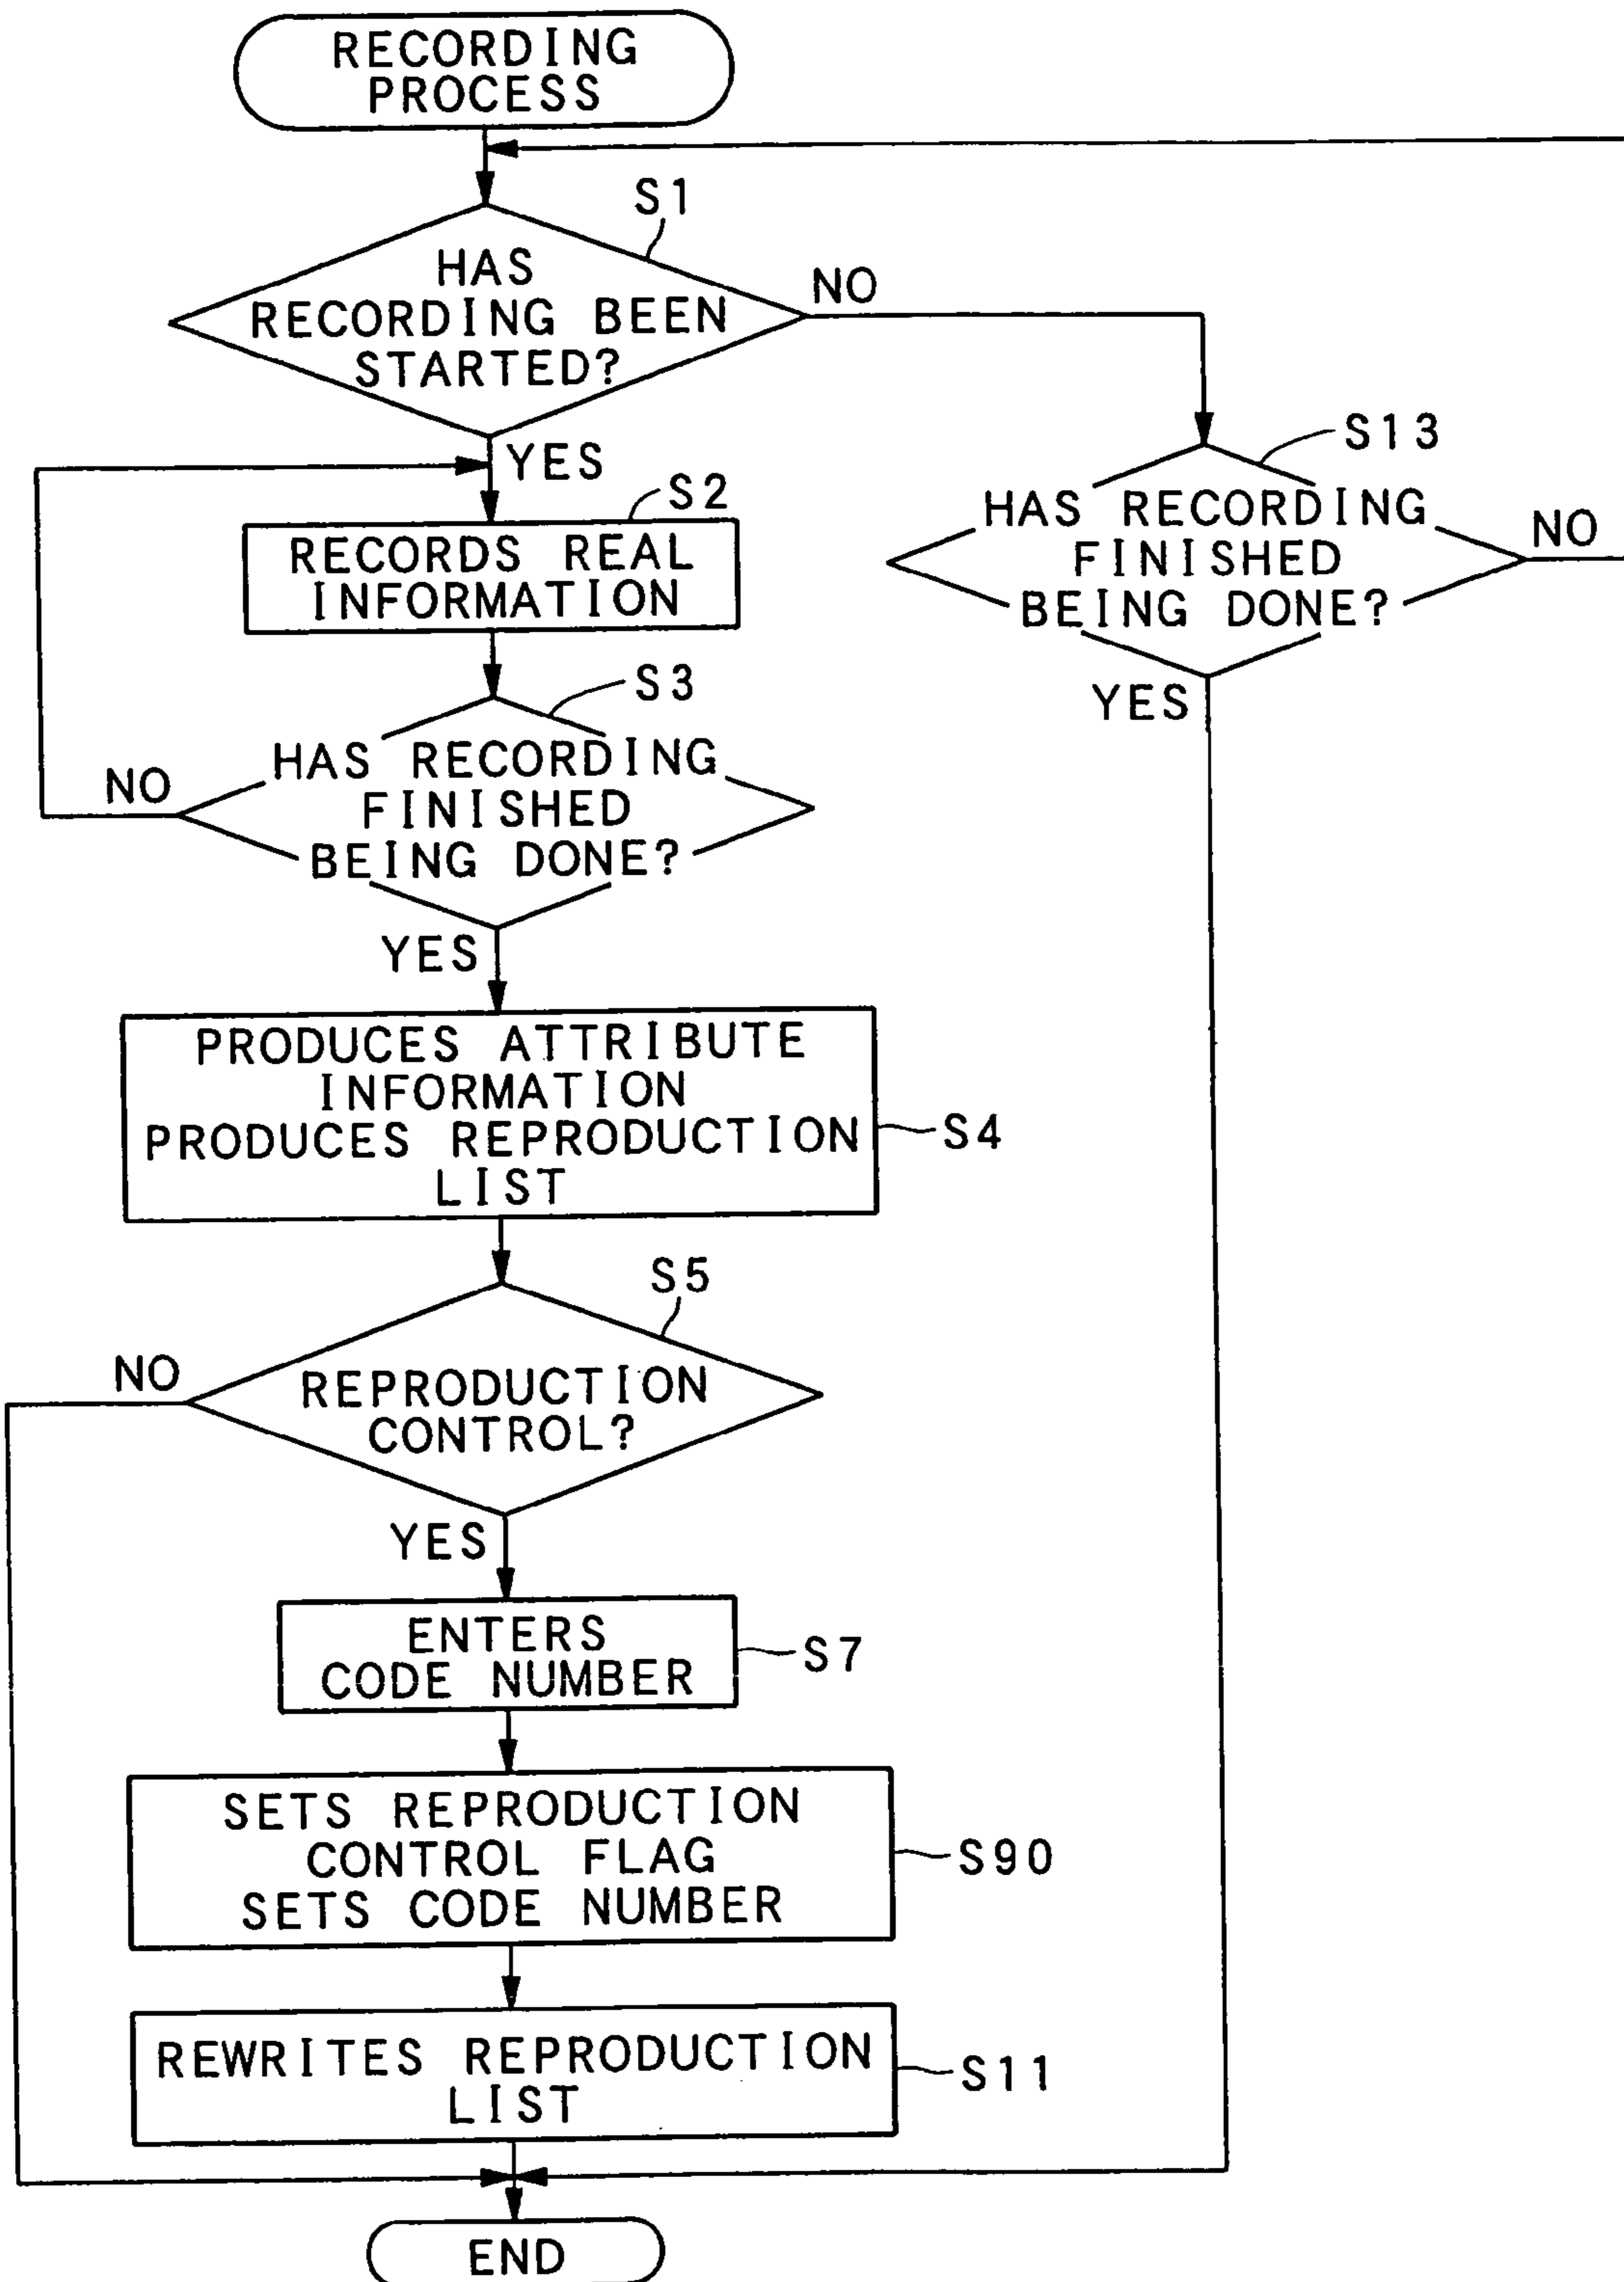 RECORDING
PROCESS
S1
HAS
RECORDING BEEN
STARTED?
NO
YES
S13
HAS RECORDING
FINISHED
BEING DONE?
NO
YES
S2
RECORDS REAL
INFORMATION
S3
HAS RECORDING
FINISHED
BEING DONE?
NO
YES
PRODUCES ATTRIBUTE
INFORMATION
PRODUCES REPRODUCTION
LIST
S4
S5
REPRODUCTION
CONTROL?
NO
YES
ENTERS
CODE NUMBER
S7
SETS REPRODUCTION
CONTROL FLAG
SETS CODE NUMBER
S90
REWRITES REPRODUCTION
LIST
S11
END